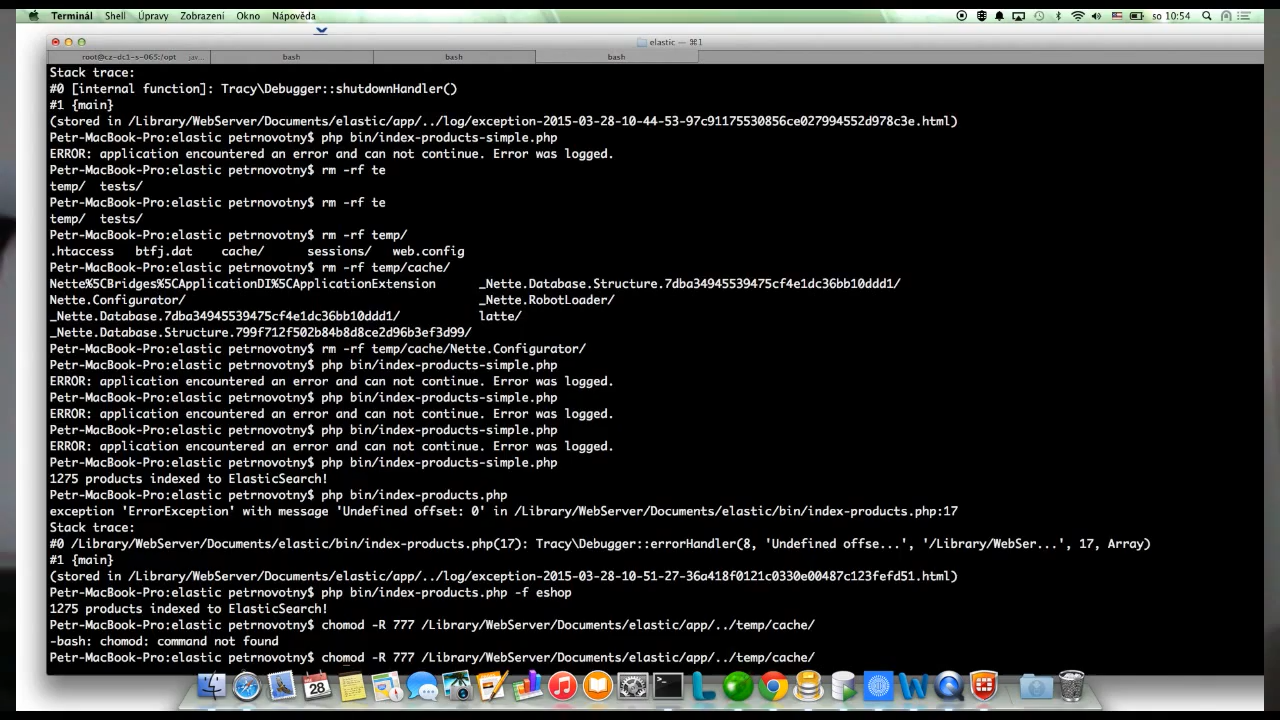 Terminál Shell Úpravy Zobrazení Okno Nápověda so 10:54
elastic — ⌘1
root@cz-dc1-s-065:/opt jav... bash bash bash
Stack trace:
#0 [internal function]: Tracy\Debugger::shutdownHandler()
#1 {main}
(stored in /Library/WebServer/Documents/elastic/app/../log/exception-2015-03-28-10-44-53-97c91175530856ce027994552d978c3e.html)
Petr-MacBook-Pro:elastic petrnovotny$ php bin/index-products-simple.php
ERROR: application encountered an error and can not continue. Error was logged.
Petr-MacBook-Pro:elastic petrnovotny$ rm -rf te
temp/ tests/
Petr-MacBook-Pro:elastic petrnovotny$ rm -rf te
temp/ tests/
Petr-MacBook-Pro:elastic petrnovotny$ rm -rf temp/
.htaccess btfj.dat cache/ sessions/ web.config
Petr-MacBook-Pro:elastic petrnovotny$ rm -rf temp/cache/
Nette%5CBridges%5CApplicationDI%5CApplicationExtension _Nette.Database.Structure.7dba34945539475cf4e1dc36bb10ddd1/
Nette.Configurator/ _Nette.RobotLoader/
_Nette.Database.7dba34945539475cf4e1dc36bb10ddd1/ latte/
_Nette.Database.Structure.799f712f502b84b8d8ce2d96b3ef3d99/
Petr-MacBook-Pro:elastic petrnovotny$ rm -rf temp/cache/Nette.Configurator/
Petr-MacBook-Pro:elastic petrnovotny$ php bin/index-products-simple.php
ERROR: application encountered an error and can not continue. Error was logged.
Petr-MacBook-Pro:elastic petrnovotny$ php bin/index-products-simple.php
ERROR: application encountered an error and can not continue. Error was logged.
Petr-MacBook-Pro:elastic petrnovotny$ php bin/index-products-simple.php
ERROR: application encountered an error and can not continue. Error was logged.
Petr-MacBook-Pro:elastic petrnovotny$ php bin/index-products-simple.php
1275 products indexed to ElasticSearch!
Petr-MacBook-Pro:elastic petrnovotny$ php bin/index-products.php
exception 'ErrorException' with message 'Undefined offset: 0' in /Library/WebServer/Documents/elastic/bin/index-products.php:17
Stack trace:
#0 /Library/WebServer/Documents/elastic/bin/index-products.php(17): Tracy\Debugger::errorHandler(8, 'Undefined offse...', '/Library/WebSer...', 17, Array)
#1 {main}
(stored in /Library/WebServer/Documents/elastic/app/../log/exception-2015-03-28-10-51-27-36a418f0121c0330e00487c123fefd51.html)
Petr-MacBook-Pro:elastic petrnovotny$ php bin/index-products.php -f eshop
1275 products indexed to ElasticSearch!
Petr-MacBook-Pro:elastic petrnovotny$ chomod -R 777 /Library/WebServer/Documents/elastic/app/../temp/cache/
-bash: chomod: command not found
Petr-MacBook-Pro:elastic petrnovotny$ chomod -R 777 /Library/WebServer/Documents/elastic/app/../temp/cache/
28